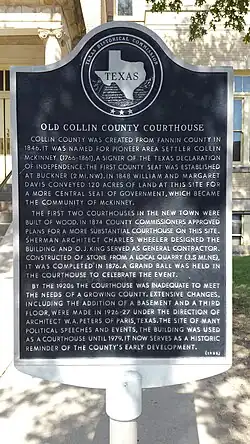 TEXAS HISTORICAL COMMISSION
TEXAS
OLD COLLIN COUNTY COURTHOUSE
COLLIN COUNTY WAS CREATED FROM FANNIN COUNTY IN
1846. IT WAS NAMED FOR PIONEER AREA SETTLER COLLIN
MCKINNEY (1766-1861), A SIGNER OF THE TEXAS DECLARATION
OF INDEPENDENCE. THE FIRST COUNTY SEAT WAS ESTABLISHED
AT BUCKNER (2 MI. NW). IN 1848 WILLIAM AND MARGARET
DAVIS CONVEYED 120 ACRES OF LAND AT THIS SITE FOR
A MORE CENTRAL SEAT OF GOVERNMENT, WHICH BECAME
THE COMMUNITY OF MCKINNEY.
THE FIRST TWO COURTHOUSES IN THE NEW TOWN WERE
BUILT OF WOOD. IN 1874 COUNTY COMMISSIONERS APPROVED
PLANS FOR A MORE SUBSTANTIAL COURTHOUSE ON THIS SITE.
SHERMAN ARCHITECT CHARLES WHEELER DESIGNED THE
BUILDING AND O. J. KING SERVED AS GENERAL CONTRACTOR.
CONSTRUCTED OF STONE FROM A LOCAL QUARRY (3.5 MI. NE),
IT WAS COMPLETED IN 1876. A GRAND BALL WAS HELD IN
THE COURTHOUSE TO CELEBRATE THE EVENT.
BY THE 1920S THE COURTHOUSE WAS INADEQUATE TO MEET
THE NEEDS OF A GROWING COUNTY. EXTENSIVE CHANGES,
INCLUDING THE ADDITION OF A BASEMENT AND A THIRD
FLOOR, WERE MADE IN 1926-27 UNDER THE DIRECTION OF
ARCHITECT W. A. PETERS OF PARIS, TEXAS. THE SITE OF MANY
POLITICAL SPEECHES AND EVENTS, THE BUILDING WAS USED
AS A COURTHOUSE UNTIL 1979. IT NOW SERVES AS A HISTORIC
REMINDER OF THE COUNTY'S EARLY DEVELOPMENT.